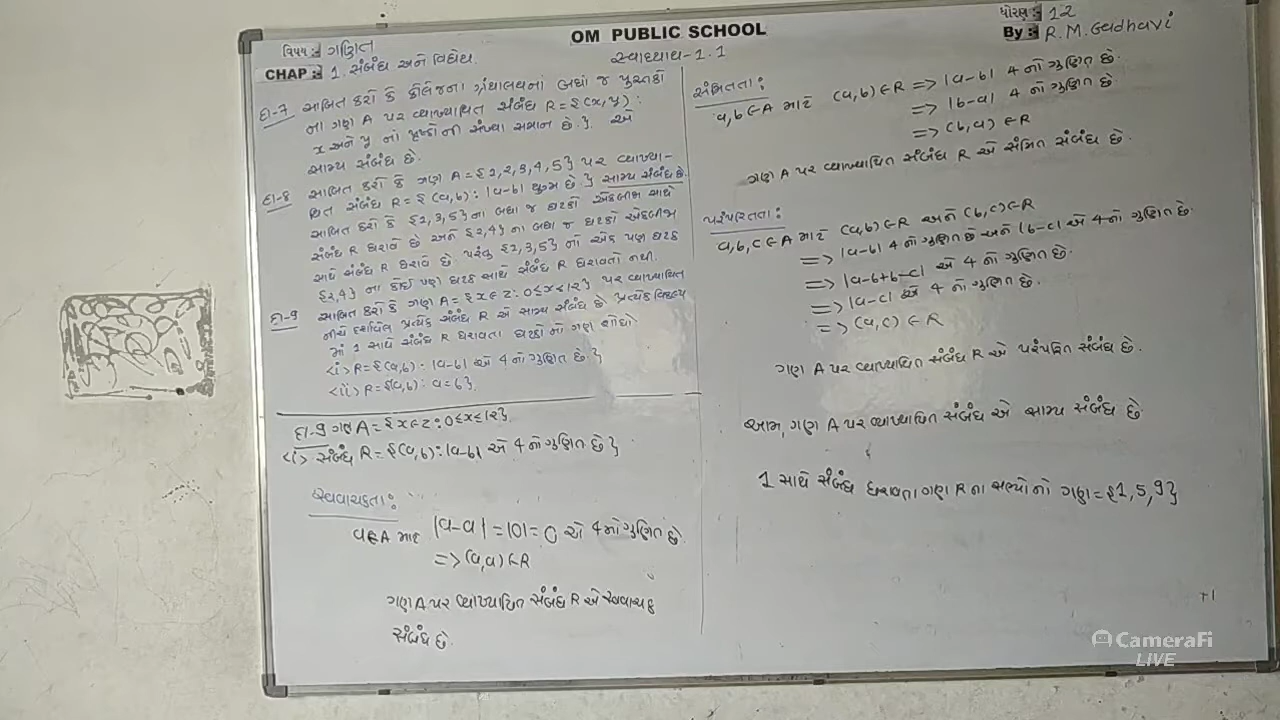 OM PUBLIC SCHOOL
વિષય :- ગણિત
ધોરણ :- 12
CHAP :- 1. સંબંધ અને વિધેય.
સ્વાધ્યાય-1.1
By :- R.M.Gadhavi
દા-7 સાબિત કરો કે કોલેજના ગ્રંથાલયનાં બધાં જ પુસ્તકો
ના ગણ A પર વ્યાખ્યાયિત સંબંધ R = {(x,y) :
x અને y નાં પૃષ્ઠોની સંખ્યા સમાન છે.} એ
સામ્ય સંબંધ છે.
દા-8 સાબિત કરો કે ગણ A = {1,2,3,4,5} પર વ્યાખ્યા-
યિત સંબંધ R = {(a,b) : |a-b| યુગ્મ છે } સામ્ય સંબંધ છે.
સાબિત કરો કે {1,3,5} ના બધા જ ઘટકો એકબીજા સાથે
સંબંધ R ધરાવે છે અને {2,4} ના બધા જ ઘટકો એકબીજા
સાથે સંબંધ R ધરાવે છે. પરંતુ {1,3,5} નો એક પણ ઘટક
{2,4} ના કોઈ પણ ઘટક સાથે સંબંધ R ધરાવતો નથી.
દા-9 સાબિત કરો કે ગણ A = {x∈Z : 0≤x≤12} પર વ્યાખ્યાયિત
નીચે દર્શાવેલ પ્રત્યેક સંબંધ R એ સામ્ય સંબંધ છે પ્રત્યેક વિકલ્પ
માં 1 સાથે સંબંધ R ધરાવતા ઘટકો નો ગણ શોધો
<i> R = {(a,b) : |a-b| એ 4 નો ગુણિત છે.}
<ii> R = {(a,b) : a = b}.
દા-9 ગણ A = {x∈Z : 0≤x≤12}
<i> સંબંધ R = {(a,b) : |a-b| એ 4 નો ગુણિત છે}
સ્વવાચકતા :
a∈A માટે |a-a| = |0| = 0 એ 4 નો ગુણિત છે.
=> (a,a) ∈ R
ગણ A પર વ્યાખ્યાયિત સંબંધ R એ સ્વવાચક
સંબંધ છે.
સંમિતતા :
a,b ∈ A માટે (a,b) ∈ R => |a-b| 4 નો ગુણિત છે.
=> |b-a| 4 નો ગુણિત છે
=> (b,a) ∈ R
ગણ A પર વ્યાખ્યાયિત સંબંધ R એ સંમિત સંબંધ છે.
પરંપરિતતા :
a,b,c ∈ A માટે (a,b) ∈ R અને (b,c) ∈ R
=> |a-b| 4 નો ગુણિત છે અને |b-c| એ 4 નો ગુણિત છે.
=> |a-b+b-c| એ 4 નો ગુણિત છે.
=> |a-c| એ 4 નો ગુણિત છે.
=> (a,c) ∈ R
ગણ A પર વ્યાખ્યાયિત સંબંધ R એ પરંપરિત સંબંધ છે.
આમ, ગણ A પર વ્યાખ્યાયિત સંબંધ એ સામ્ય સંબંધ છે
1 સાથે સંબંધ ધરાવતા ગણ R ના સભ્યો નો ગણ = {1,5,9}
+1
CameraFi
LIVE